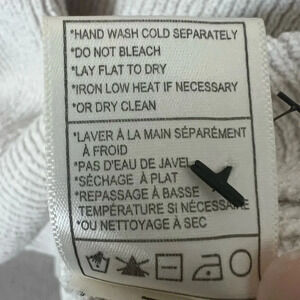 *HAND WASH COLD SEPARATELY
*DO NOT BLEACH
*LAY FLAT TO DRY
*IRON LOW HEAT IF NECESSARY
*OR DRY CLEAN
*LAVER À LA MAIN SÉPARÉMENT
À FROID
*PAS D'EAU DE JAVEL
*SÉCHAGE À PLAT
*REPASSAGE À BASSE
TEMPÉRATURE SI NÉCESSAIRE
*OU NETTOYAGE À SEC